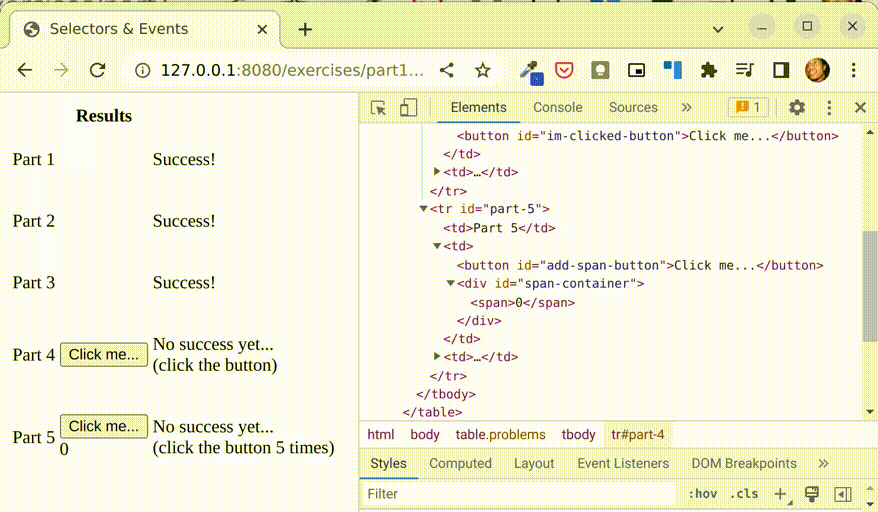 Selectors & Events
127.0.0.1:8080/exercises/part1...
Results
Part 1 Success!
Part 2 Success!
Part 3 Success!
Part 4 Click me... No success yet...
(click the button)
Part 5 Click me... No success yet...
0 (click the button 5 times)
Elements Console Sources » 1
<button id="im-clicked-button">Click me...</button>
</td>
<td>…</td>
</tr>
<tr id="part-5">
<td>Part 5</td>
<td>
<button id="add-span-button">Click me...</button>
<div id="span-container">
<span>0</span>
</div>
</td>
<td>…</td>
</tr>
</tbody>
</table>
html body table.problems tbody tr#part-4
Styles Computed Layout Event Listeners DOM Breakpoints »
Filter :hov .cls